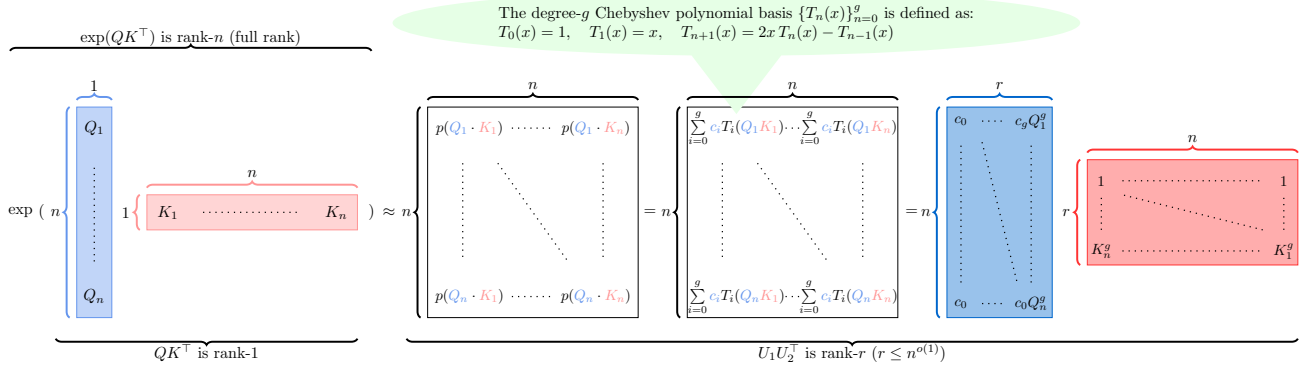 The degree-g Chebyshev polynomial basis {T_n(x)}_{n=0}^g is defined as:
T_0(x) = 1, T_1(x) = x, T_{n+1}(x) = 2x T_n(x) − T_{n−1}(x)
exp(QK^⊤) is rank-n (full rank)
1
n
n
r
Q_1
p(Q_1 · K_1) ······· p(Q_1 · K_n)
∑_{i=0}^g c_i T_i(Q_1 K_1) ··· ∑_{i=0}^g c_i T_i(Q_1 K_n)
c_0 ···· c_g Q_1^g
n
n
1 ················ 1
exp ( n 1 K_1 ················ K_n ) ≈ n = n = n r
K_n^g ················ K_1^g
Q_n
p(Q_n · K_1) ······· p(Q_n · K_n)
∑_{i=0}^g c_i T_i(Q_n K_1) ··· ∑_{i=0}^g c_i T_i(Q_n K_n)
c_0 ···· c_0 Q_n^g
QK^⊤ is rank-1
U_1 U_2^⊤ is rank-r (r ≤ n^{o(1)})